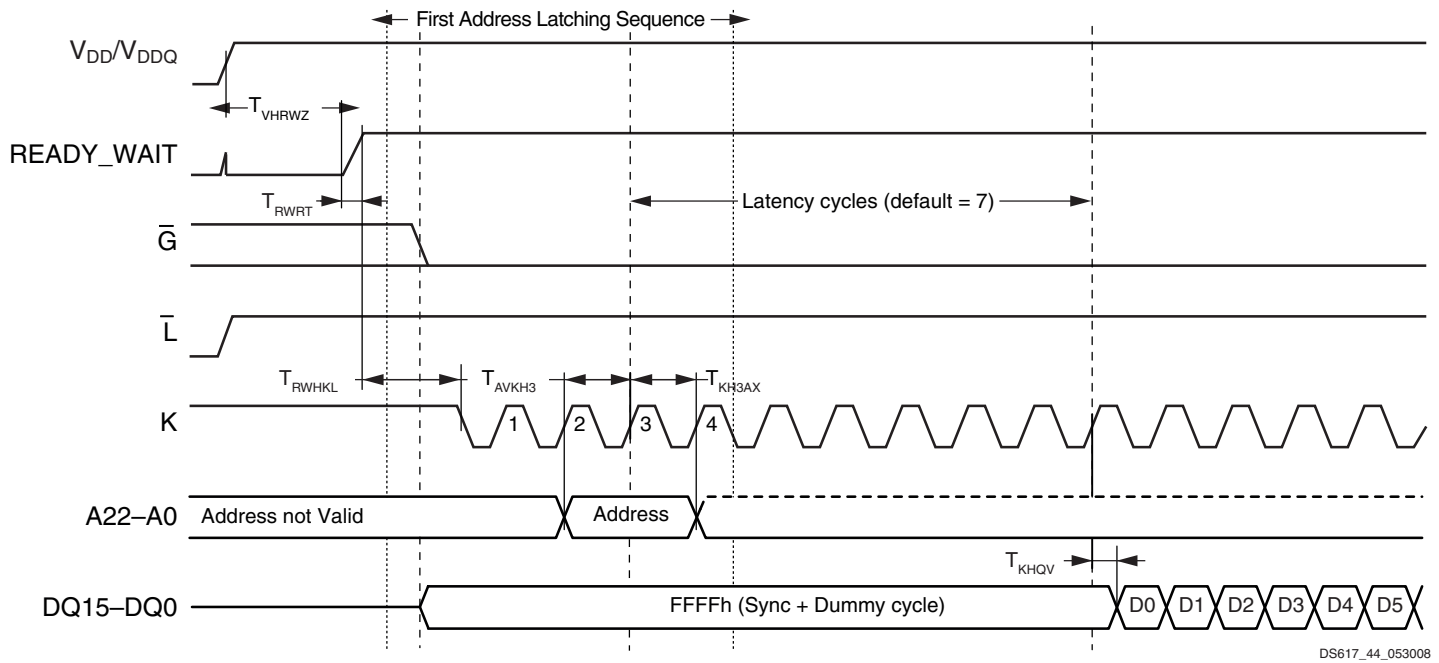 First Address Latching Sequence
VDD/VDDQ
TVHRWZ
READY_WAIT
TRWRT
Latency cycles (default = 7)
G̅
L̅
TRWHKL
TAVKH3
TKH3AX
K
1 2 3 4
A22–A0 Address not Valid Address
TKHQV
DQ15–DQ0 FFFFh (Sync + Dummy cycle) D0 D1 D2 D3 D4 D5
DS617_44_053008